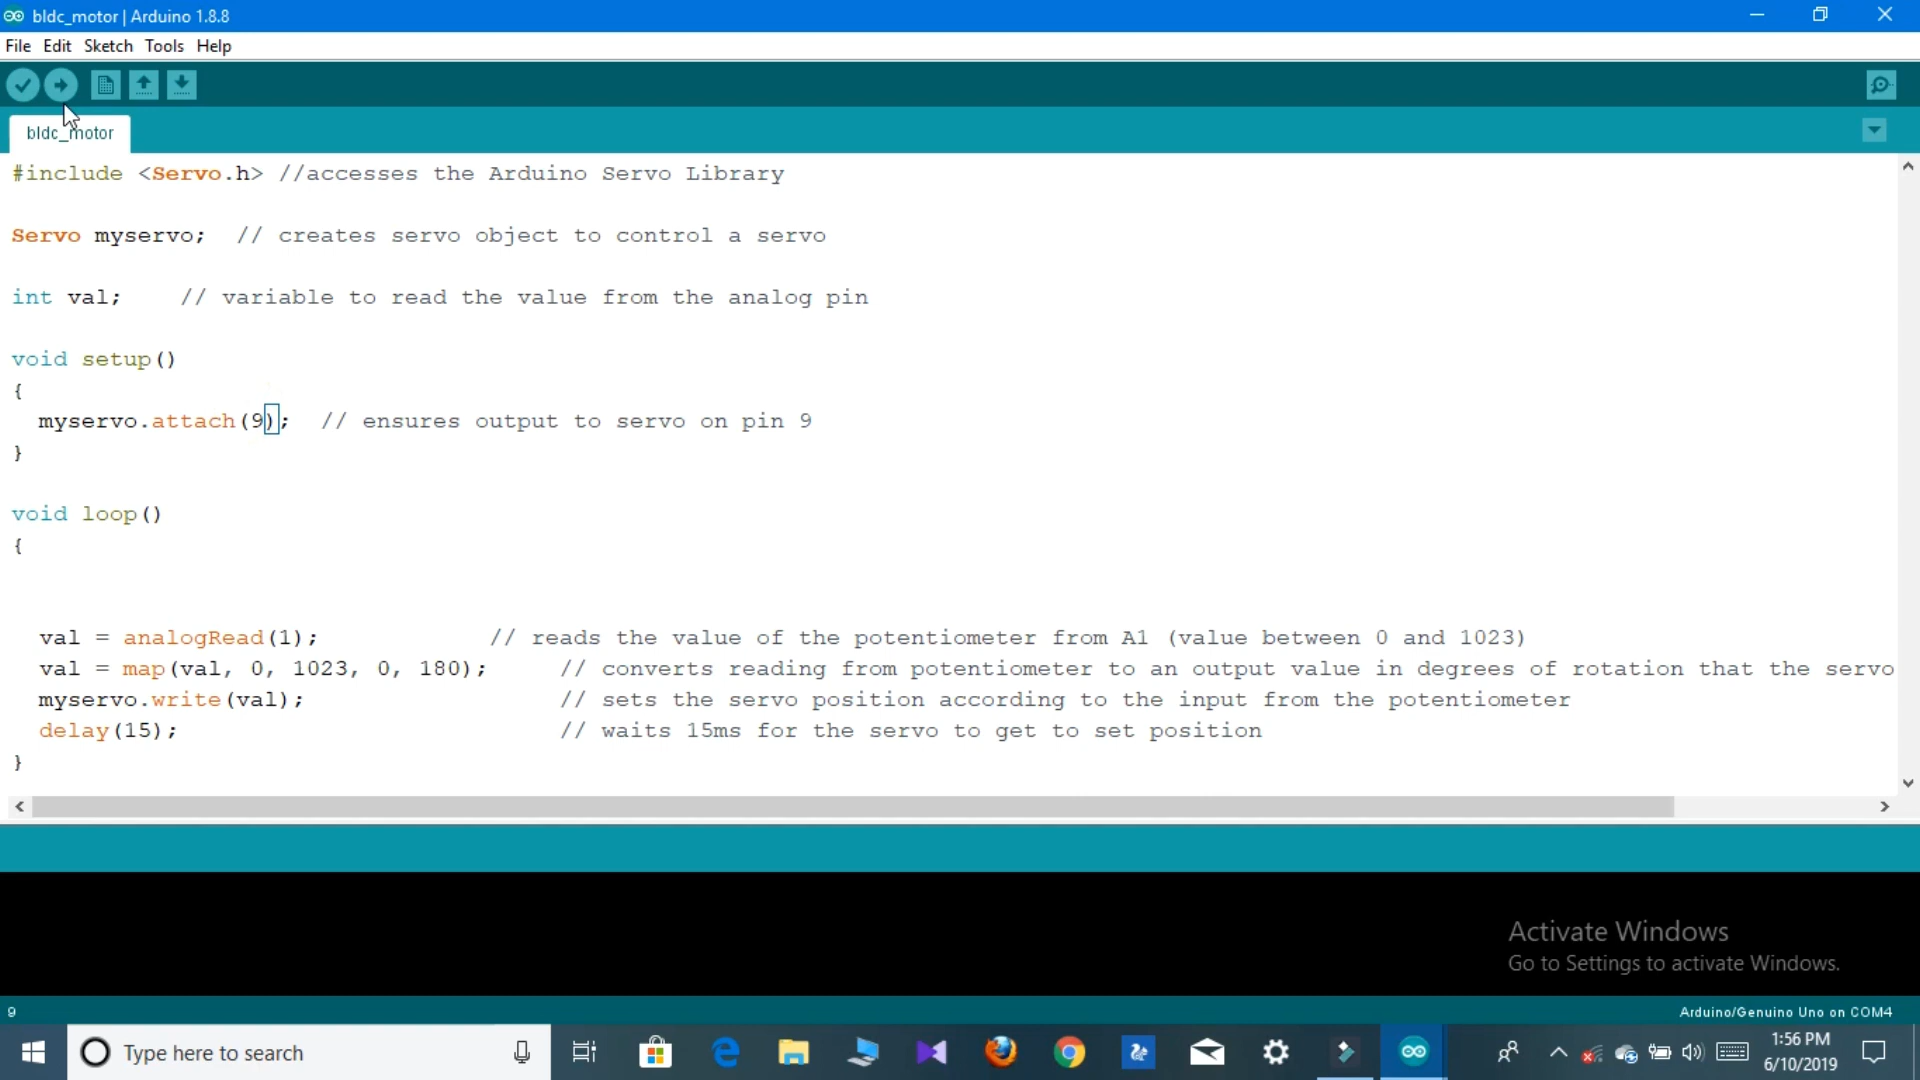 bldc_motor | Arduino 1.8.8
File Edit Sketch Tools Help
bldc_motor
#include <Servo.h> //accesses the Arduino Servo Library
Servo myservo;  // creates servo object to control a servo
int val;    // variable to read the value from the analog pin
void setup()
{
  myservo.attach(9);  // ensures output to servo on pin 9
}
void loop()
{
  val = analogRead(1);            // reads the value of the potentiometer from A1 (value between 0 and 1023)
  val = map(val, 0, 1023, 0, 180);     // converts reading from potentiometer to an output value in degrees of rotation that the servo
  myservo.write(val);                  // sets the servo position according to the input from the potentiometer
  delay(15);                           // waits 15ms for the servo to get to set position
}
Activate Windows
Go to Settings to activate Windows.
9 Arduino/Genuino Uno on COM4
Type here to search 1:56 PM
6/10/2019